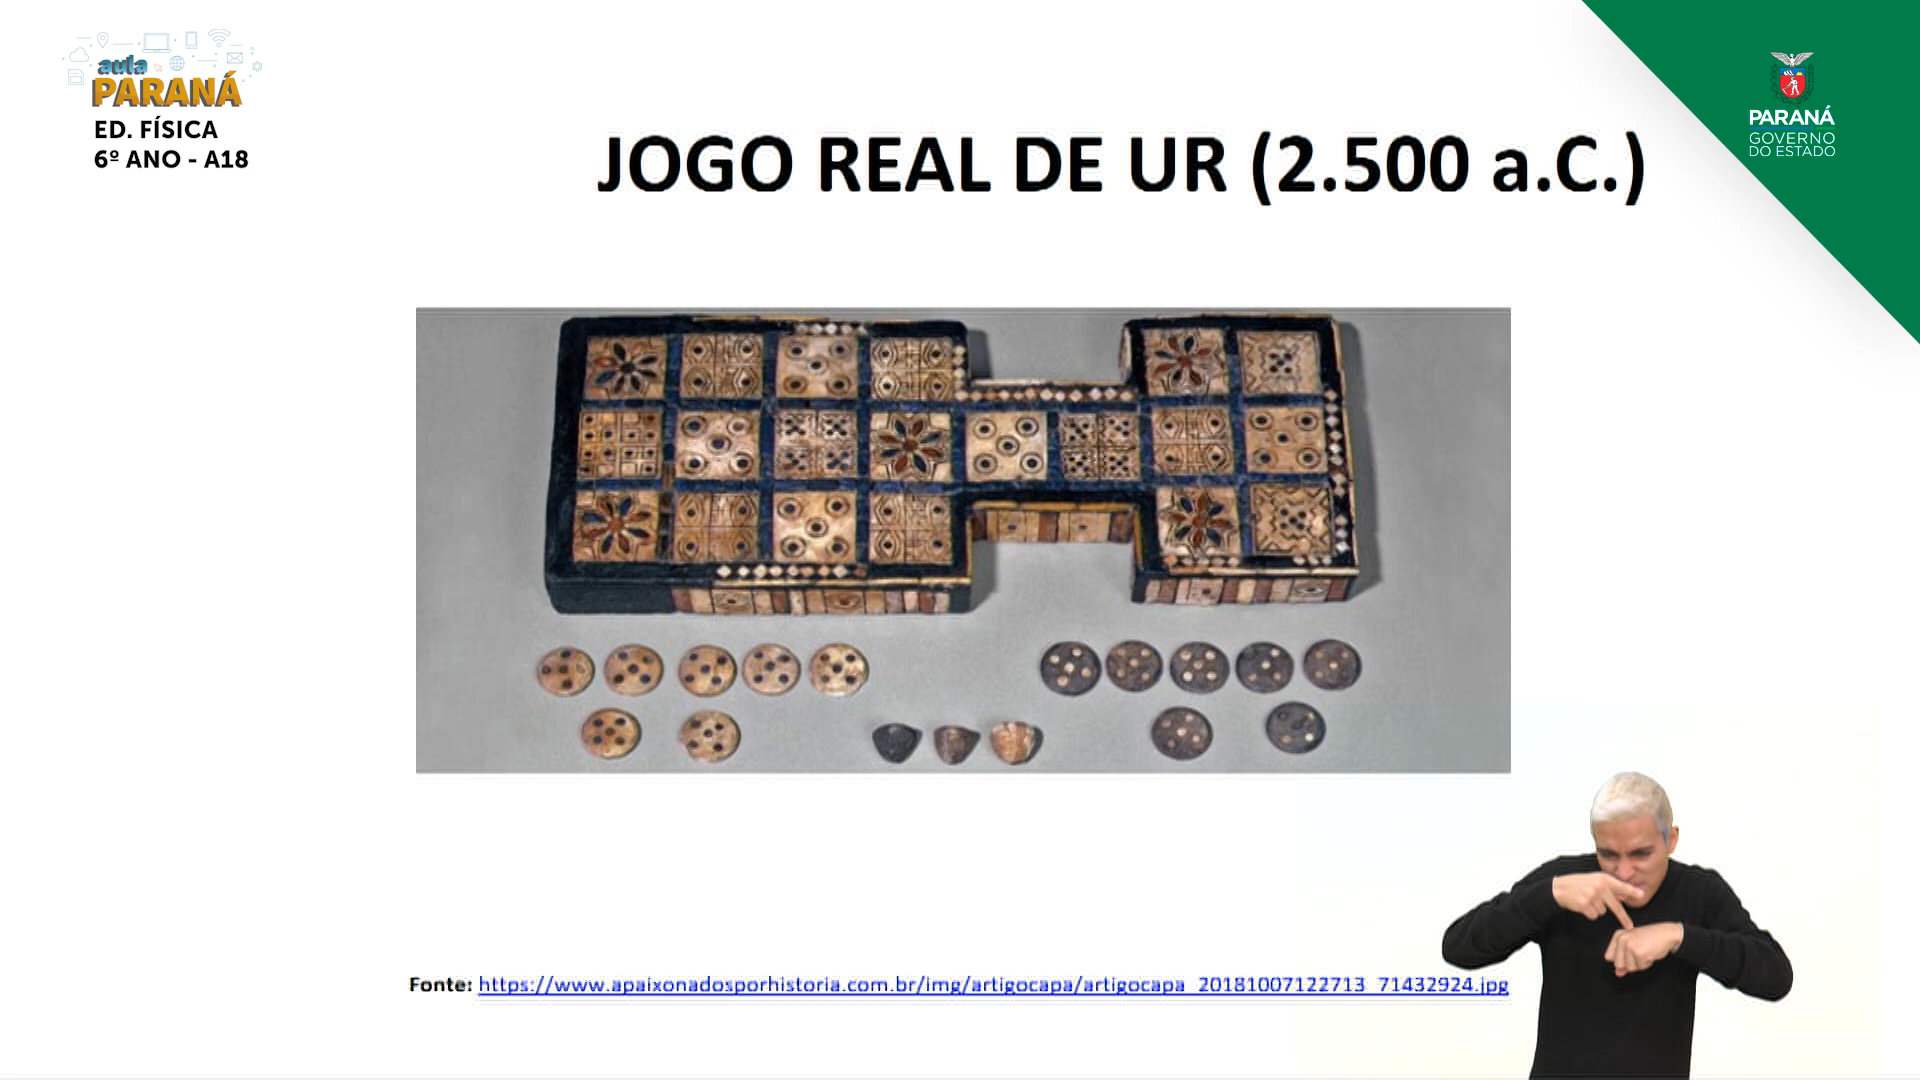 aula
PARANÁ
ED. FÍSICA
6º ANO - A18
PARANÁ
GOVERNO
DO ESTADO
JOGO REAL DE UR (2.500 a.C.)
Fonte: https://www.apaixonadosporhistoria.com.br/img/artigocapa/artigocapa_20181007122713_71432924.jpg